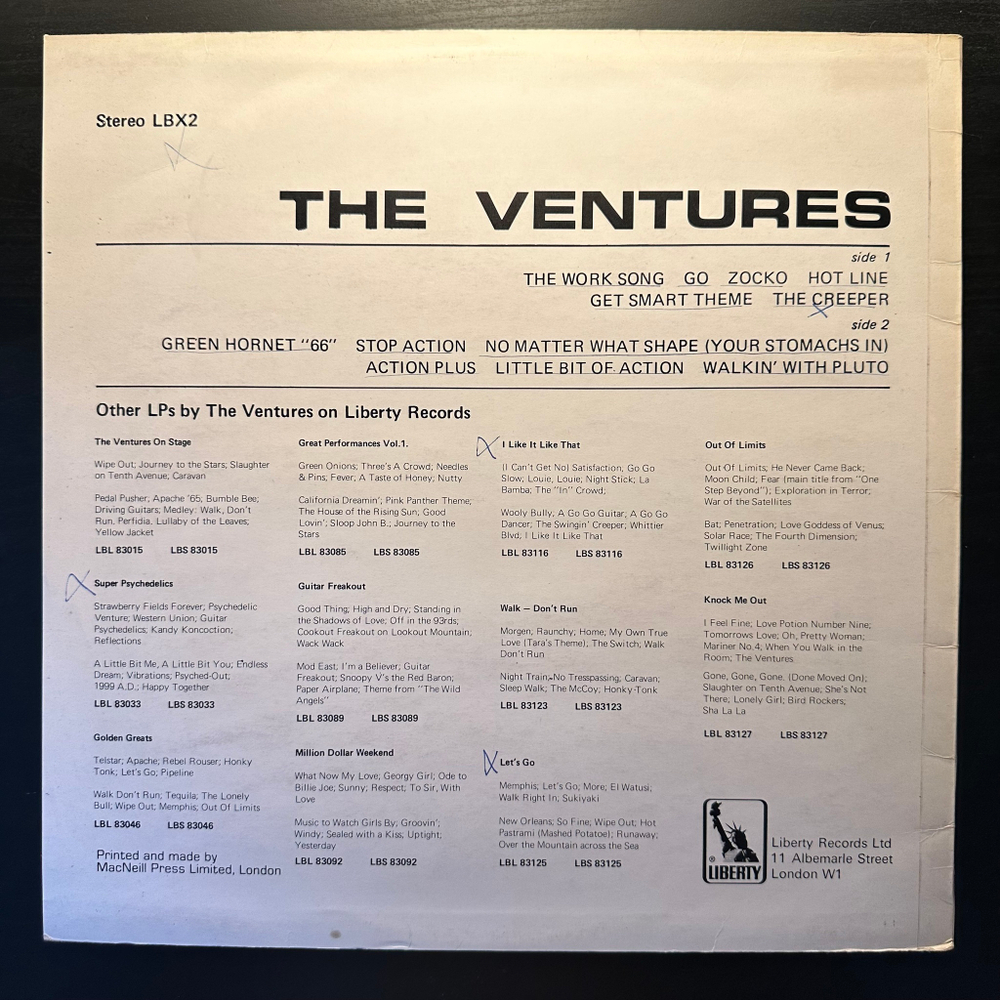 Stereo LBX2
THE VENTURES
side 1
THE WORK SONG GO ZOCKO HOT LINE
GET SMART THEME THE CREEPER
side 2
GREEN HORNET "66" STOP ACTION NO MATTER WHAT SHAPE (YOUR STOMACHS IN)
ACTION PLUS LITTLE BIT OF ACTION WALKIN' WITH PLUTO
Other LPs by The Ventures on Liberty Records
The Ventures On Stage
Wipe Out; Journey to the Stars; Slaughter
on Tenth Avenue, Caravan
Pedal Pusher; Apache '65; Bumble Bee;
Driving Guitars; Medley: Walk, Don't
Run, Perfidia, Lullaby of the Leaves;
Yellow Jacket
LBL 83015 LBS 83015
Super Psychedelics
Strawberry Fields Forever; Psychedelic
Venture; Western Union; Guitar
Psychedelics; Kandy Koncoction;
Reflections
A Little Bit Me, A Little Bit You; Endless
Dream; Vibrations; Psyched-Out;
1999 A.D.; Happy Together
LBL 83033 LBS 83033
Golden Greats
Telstar; Apache; Rebel Rouser; Honky
Tonk; Let's Go; Pipeline
Walk Don't Run; Tequila; The Lonely
Bull; Wipe Out; Memphis; Out Of Limits
LBL 83046 LBS 83046
Printed and made by
MacNeill Press Limited, London
Great Performances Vol.1.
Green Onions; Three's A Crowd; Needles
& Pins; Fever; A Taste of Honey; Nutty
California Dreamin'; Pink Panther Theme;
The House of the Rising Sun; Good
Lovin'; Sloop John B.; Journey to the
Stars
LBL 83085 LBS 83085
Guitar Freakout
Good Thing; High and Dry; Standing in
the Shadows of Love; Off in the 93rds;
Cookout Freakout on Lookout Mountain;
Wack Wack
Mod East; I'm a Believer; Guitar
Freakout; Snoopy V's the Red Baron;
Paper Airplane; Theme from "The Wild
Angels"
LBL 83089 LBS 83089
Million Dollar Weekend
What Now My Love; Georgy Girl; Ode to
Billie Joe; Sunny; Respect; To Sir, With
Love
Music to Watch Girls By; Groovin';
Windy; Sealed with a Kiss; Uptight;
Yesterday
LBL 83092 LBS 83092
I Like It Like That
(I Can't Get No) Satisfaction; Go Go
Slow; Louie, Louie; Night Stick; La
Bamba; The "In" Crowd;
Wooly Bully; A Go Go Guitar; A Go Go
Dancer; The Swingin' Creeper; Whittier
Blvd; I Like It Like That
LBL 83116 LBS 83116
Walk – Don't Run
Morgen; Raunchy; Home; My Own True
Love (Tara's Theme); The Switch; Walk
Don't Run
Night Train; No Tresspassing; Caravan;
Sleep Walk; The McCoy; Honky-Tonk
LBL 83123 LBS 83123
Let's Go
Memphis; Let's Go; More; El Watusi;
Walk Right In; Sukiyaki
New Orleans; So Fine; Wipe Out; Hot
Pastrami (Mashed Potatoe); Runaway;
Over the Mountain across the Sea
LBL 83125 LBS 83125
Out Of Limits
Out Of Limits; He Never Came Back;
Moon Child; Fear (main title from "One
Step Beyond"); Exploration in Terror;
War of the Satellites
Bat; Penetration; Love Goddess of Venus;
Solar Race; The Fourth Dimension;
Twillight Zone
LBL 83126 LBS 83126
Knock Me Out
I Feel Fine; Love Potion Number Nine;
Tomorrows Love; Oh, Pretty Woman;
Mariner No.4; When You Walk in the
Room; The Ventures
Gone, Gone, Gone. (Done Moved On);
Slaughter on Tenth Avenue; She's Not
There; Lonely Girl; Bird Rockers;
Sha La La
LBL 83127 LBS 83127
® LIBERTY
Liberty Records Ltd
11 Albemarle Street
London W1